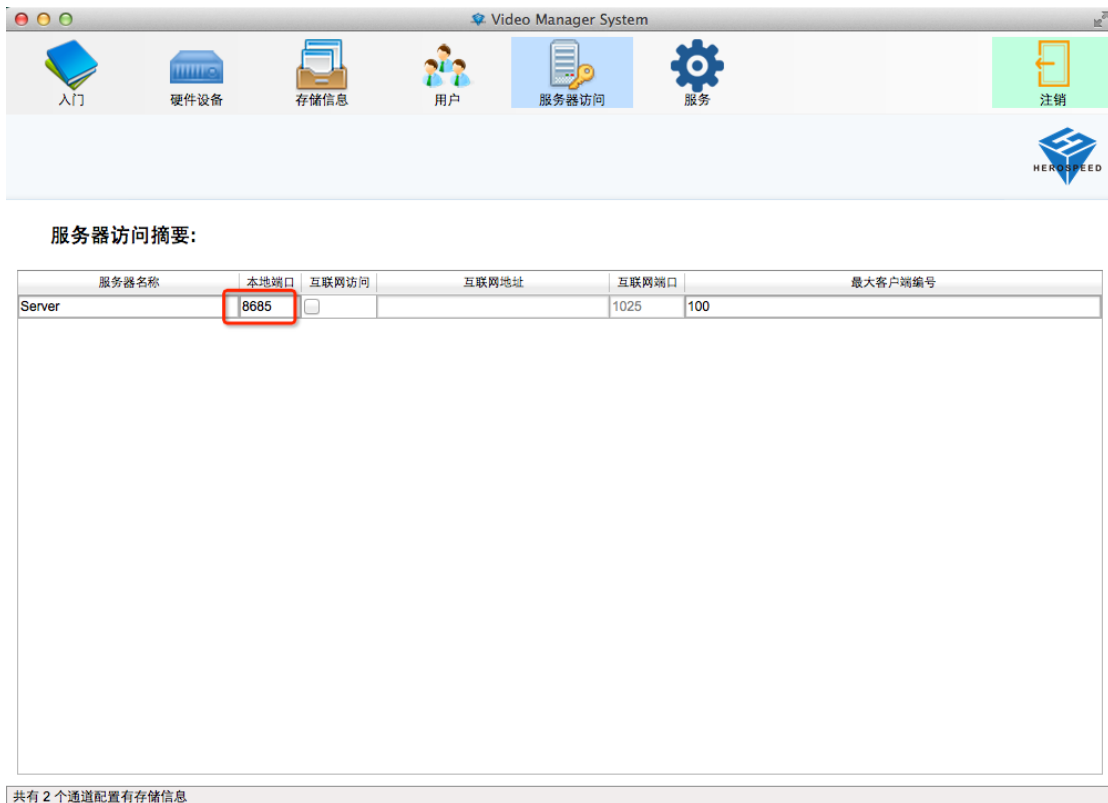 Video Manager System
入门 硬件设备 存储信息 用户 服务器访问 服务 注销
HEROSPEED
服务器访问摘要:
服务器名称 本地端口 互联网访问 互联网地址 互联网端口 最大客户端编号
Server 8685 1025 100
共有 2 个通道配置有存储信息